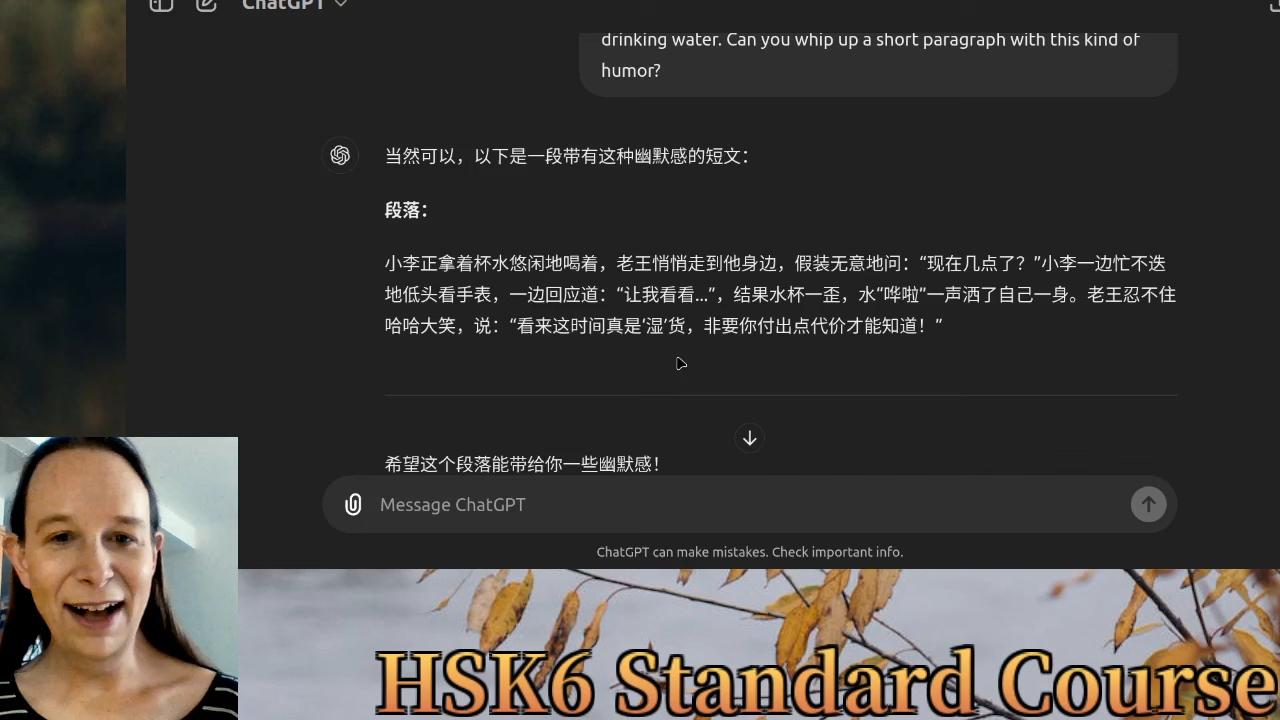 ChatGPT
drinking water. Can you whip up a short paragraph with this kind of
humor?
当然可以，以下是一段带有这种幽默感的短文：
段落：
小李正拿着杯水悠闲地喝着，老王悄悄走到他身边，假装无意地问：“现在几点了？”小李一边忙不迭
地低头看手表，一边回应道：“让我看看...”，结果水杯一歪，水“哗啦”一声洒了自己一身。老王忍不住
哈哈大笑，说：“看来这时间真是‘湿’货，非要你付出点代价才能知道！”
希望这个段落能带给你一些幽默感！
Message ChatGPT
ChatGPT can make mistakes. Check important info.
HSK6 Standard Course